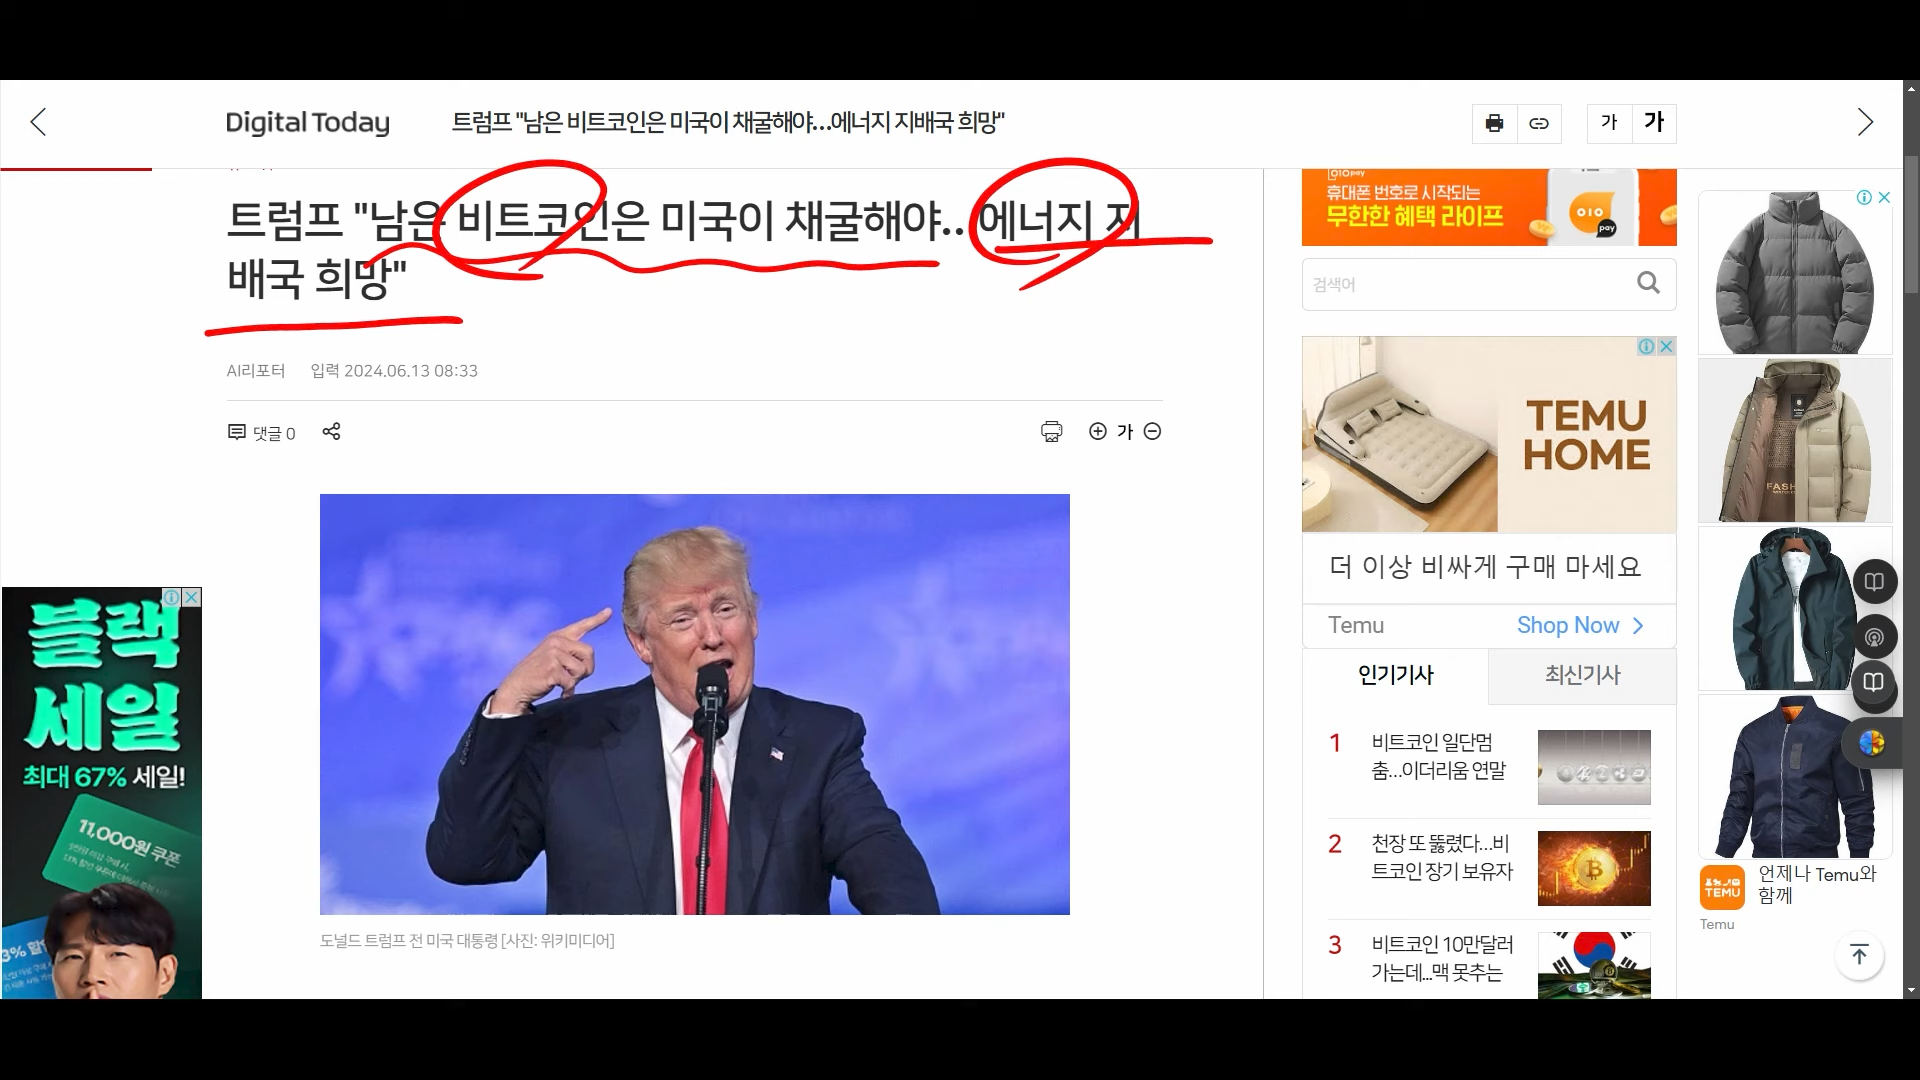 Digital Today
트럼프 "남은 비트코인은 미국이 채굴해야…에너지 지배국 희망"
가 가
트럼프 "남은 비트코인은 미국이 채굴해야…에너지 지
배국 희망"
AI리포터 입력 2024.06.13 08:33
댓글 0
가
도널드 트럼프 전 미국 대통령 [사진: 위키미디어]
블랙
세일
최대 67% 세일!
11,000원 쿠폰
010 pay
휴대폰 번호로 시작되는
무한한 혜택 라이프
010
pay
검색어
TEMU
HOME
더 이상 비싸게 구매 마세요
Temu Shop Now
인기기사 최신기사
1 비트코인 일단멈
춤…이더리움 연말
2 천장 또 뚫렸다…비
트코인 장기 보유자
3 비트코인 10만달러
가는데...맥 못추는
FASH
TEMU
언제나 Temu와
함께
Temu